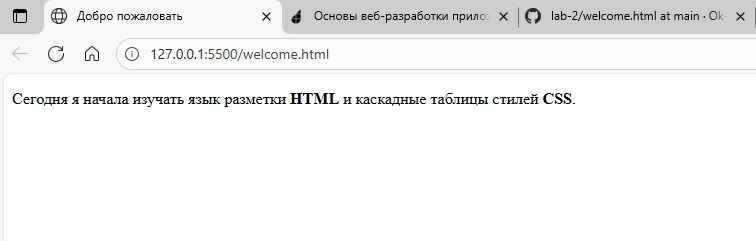 Добро пожаловать
Основы веб-разработки прило
lab-2/welcome.html at main · Ok
127.0.0.1:5500/welcome.html
Сегодня я начала изучать язык разметки HTML и каскадные таблицы стилей CSS.